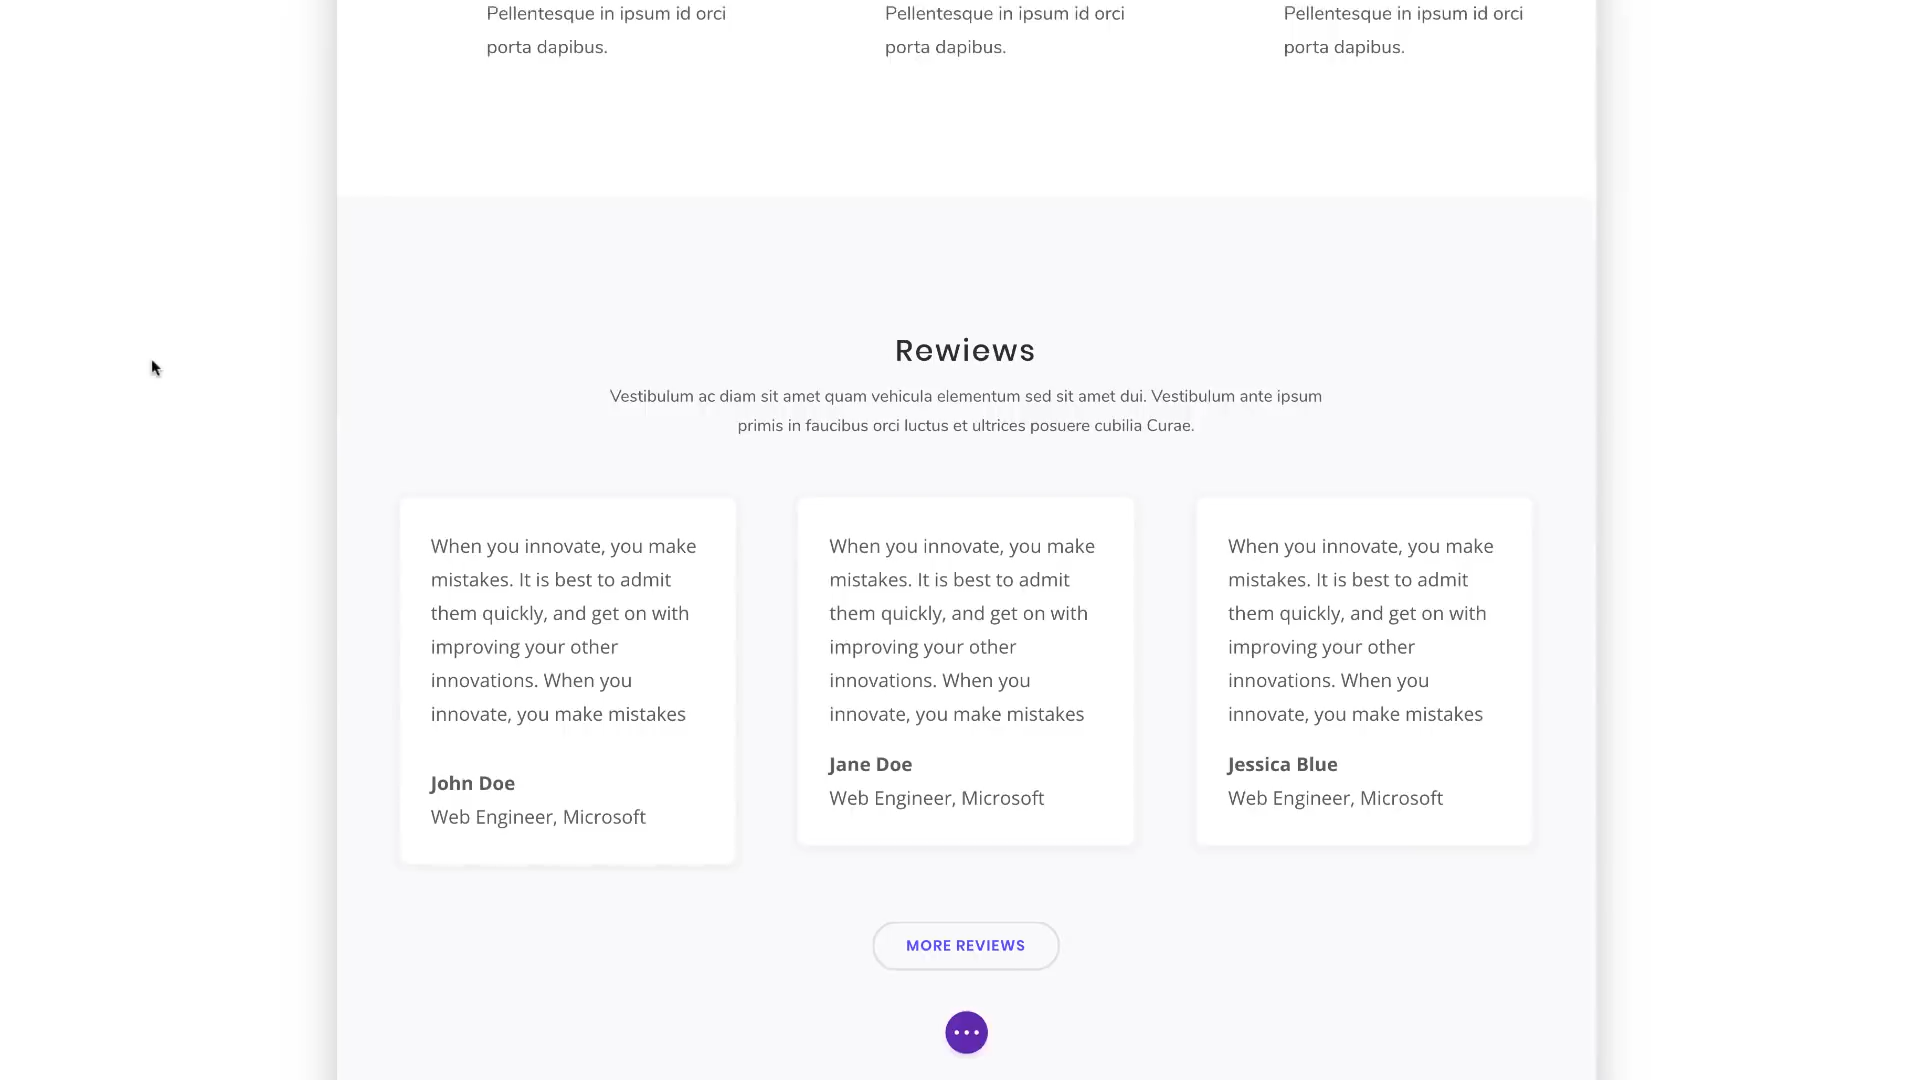 Pellentesque in ipsum id orci
porta dapibus.
Pellentesque in ipsum id orci
porta dapibus.
Pellentesque in ipsum id orci
porta dapibus.
Rewiews
Vestibulum ac diam sit amet quam vehicula elementum sed sit amet dui. Vestibulum ante ipsum
primis in faucibus orci luctus et ultrices posuere cubilia Curae.
When you innovate, you make
mistakes. It is best to admit
them quickly, and get on with
improving your other
innovations. When you
innovate, you make mistakes
John Doe
Web Engineer, Microsoft
When you innovate, you make
mistakes. It is best to admit
them quickly, and get on with
improving your other
innovations. When you
innovate, you make mistakes
Jane Doe
Web Engineer, Microsoft
When you innovate, you make
mistakes. It is best to admit
them quickly, and get on with
improving your other
innovations. When you
innovate, you make mistakes
Jessica Blue
Web Engineer, Microsoft
MORE REVIEWS